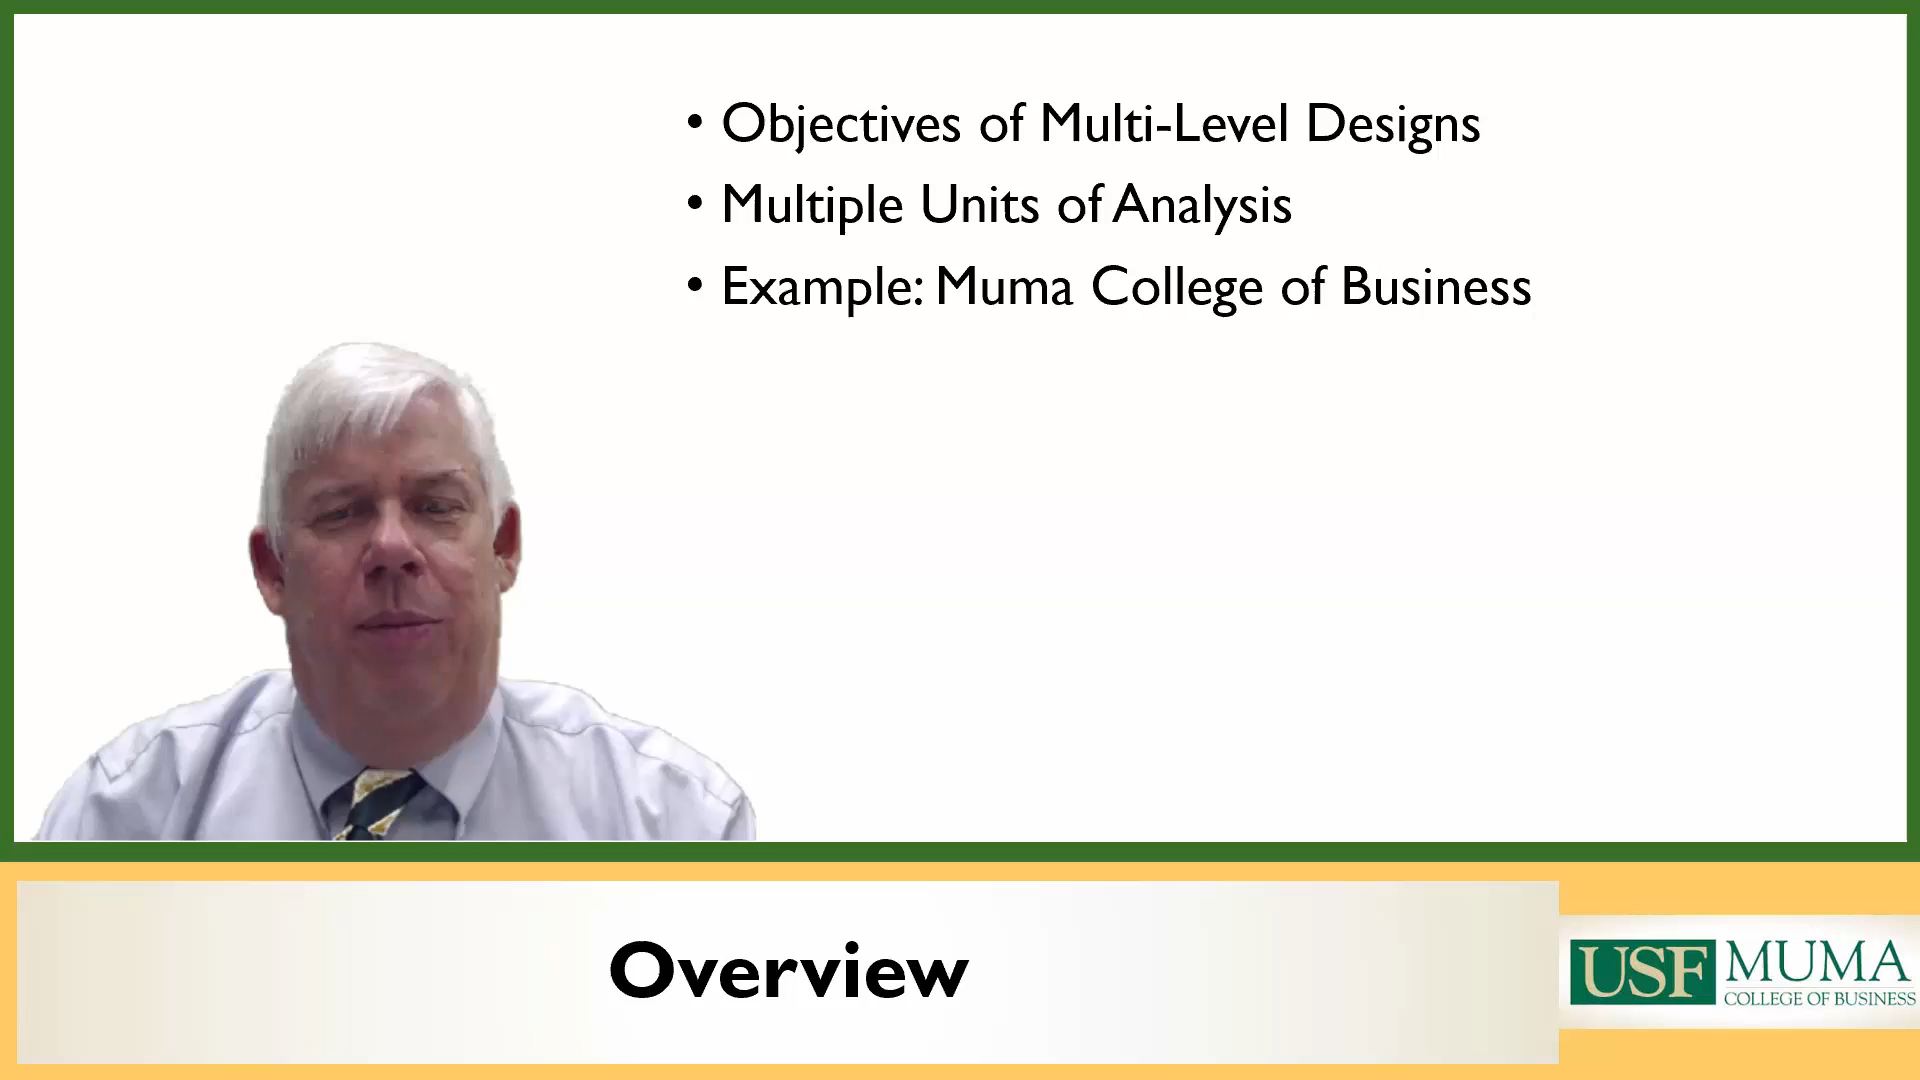 • Objectives of Multi-Level Designs
• Multiple Units of Analysis
• Example: Muma College of Business
Overview
USF MUMA
COLLEGE OF BUSINESS